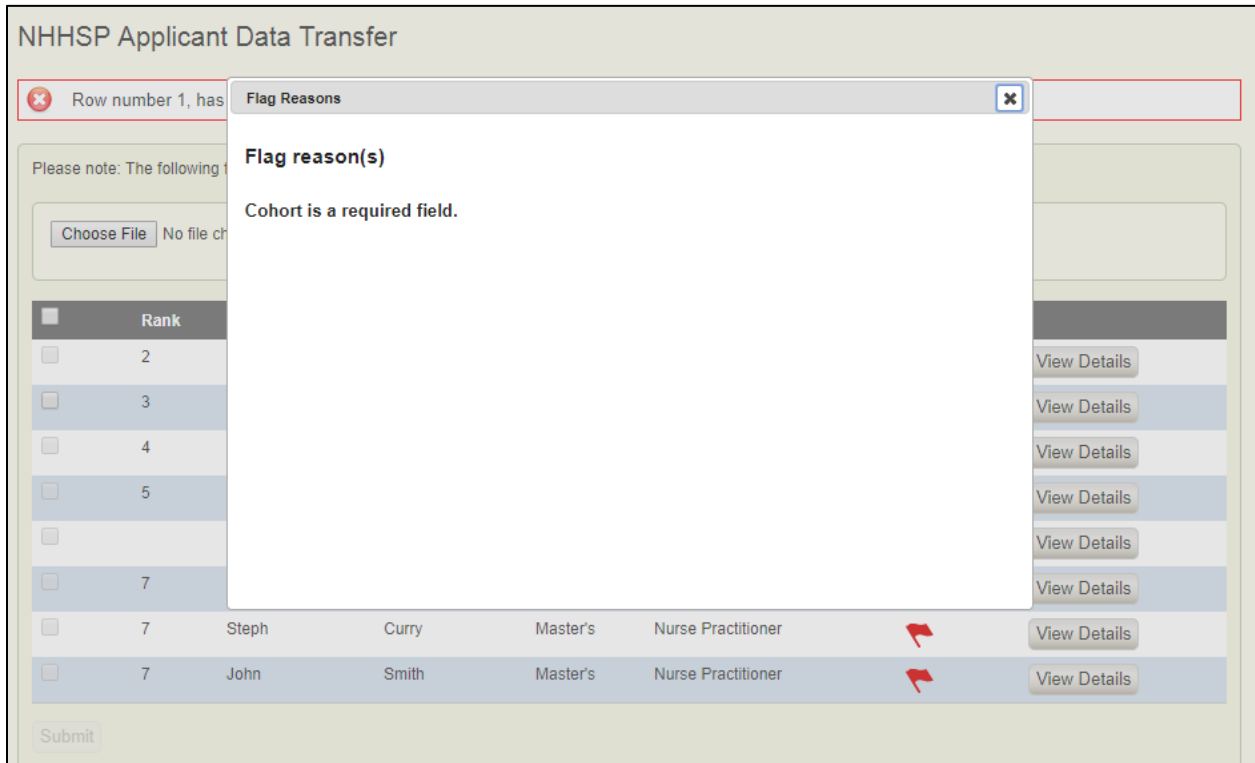 NHHSP Applicant Data Transfer
Row number 1, has
Flag Reasons
Flag reason(s)
Please note: The following
Cohort is a required field.
Choose File No file
Rank
2 View Details
3 View Details
4 View Details
5 View Details
View Details
7 View Details
7 Steph Curry Master's Nurse Practitioner View Details
7 John Smith Master's Nurse Practitioner View Details
Submit